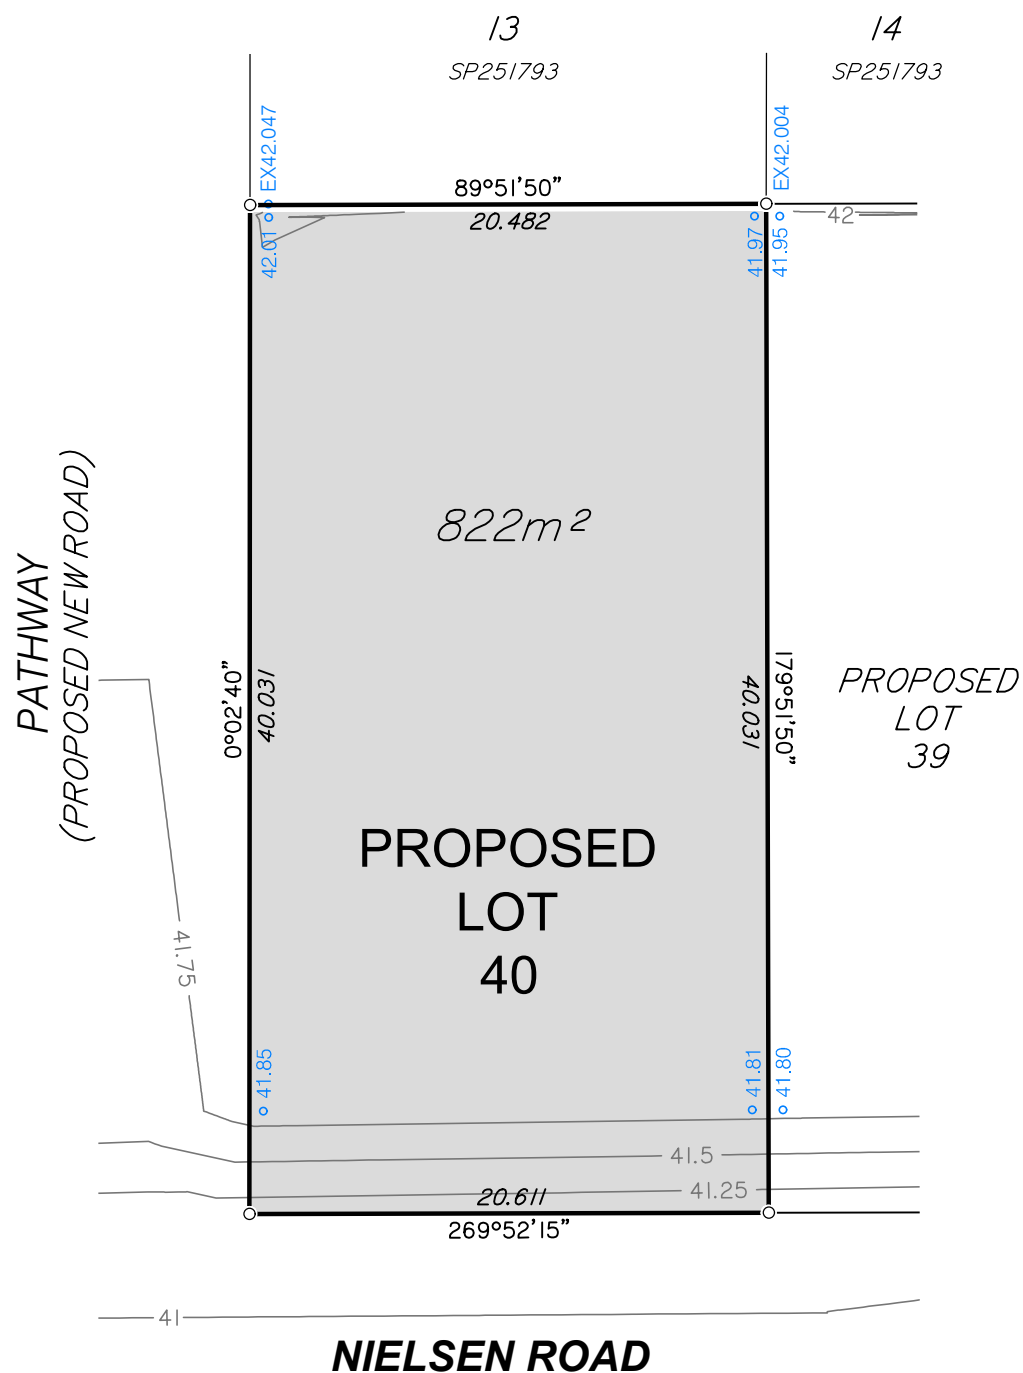 13
SP251793
14
SP251793
EX42.047
EX42.004
89°51'50"
20.482
42.01
41.97
41.95
42
822m²
PATHWAY
(PROPOSED NEW ROAD)
0°02'40"
40.031
40.031
179°51'50"
PROPOSED
LOT
39
PROPOSED
LOT
40
41.75
41.85
41.81
41.80
41.5
41.25
20.611
269°52'15"
41
NIELSEN ROAD